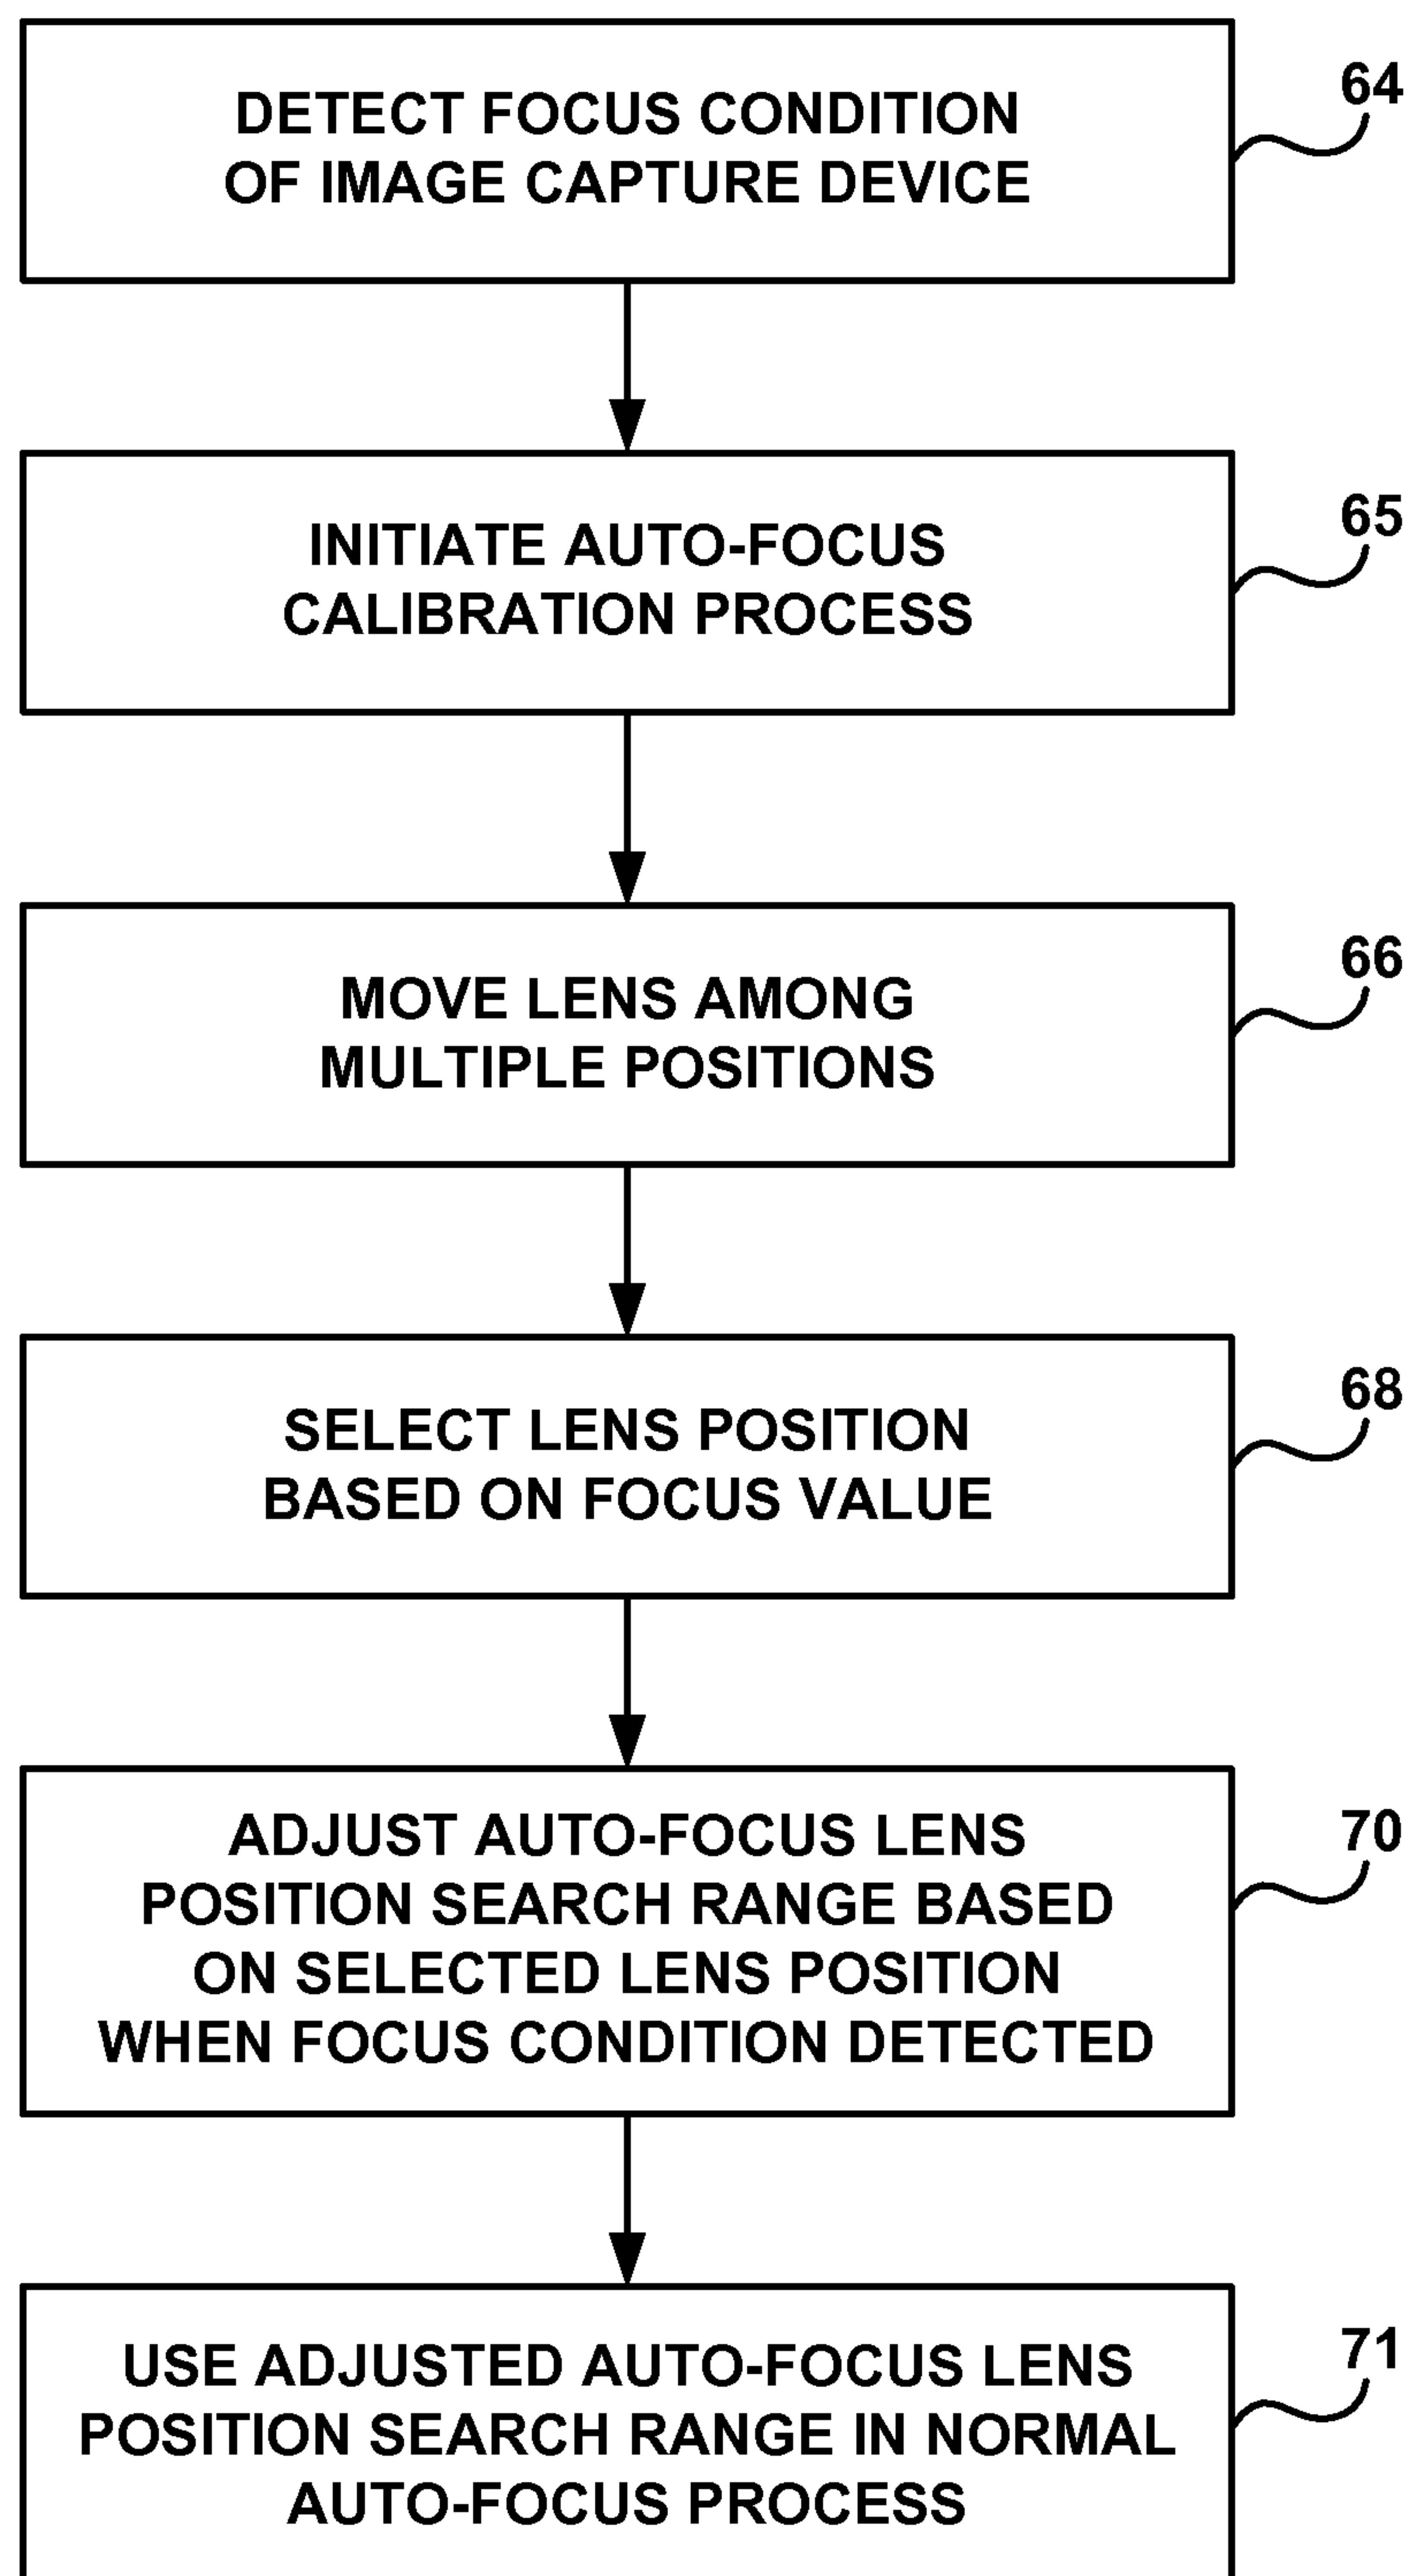 DETECT FOCUS CONDITION
OF IMAGE CAPTURE DEVICE
64
INITIATE AUTO-FOCUS
CALIBRATION PROCESS
65
MOVE LENS AMONG
MULTIPLE POSITIONS
66
SELECT LENS POSITION
BASED ON FOCUS VALUE
68
ADJUST AUTO-FOCUS LENS
POSITION SEARCH RANGE BASED
ON SELECTED LENS POSITION
WHEN FOCUS CONDITION DETECTED
70
USE ADJUSTED AUTO-FOCUS LENS
POSITION SEARCH RANGE IN NORMAL
AUTO-FOCUS PROCESS
71